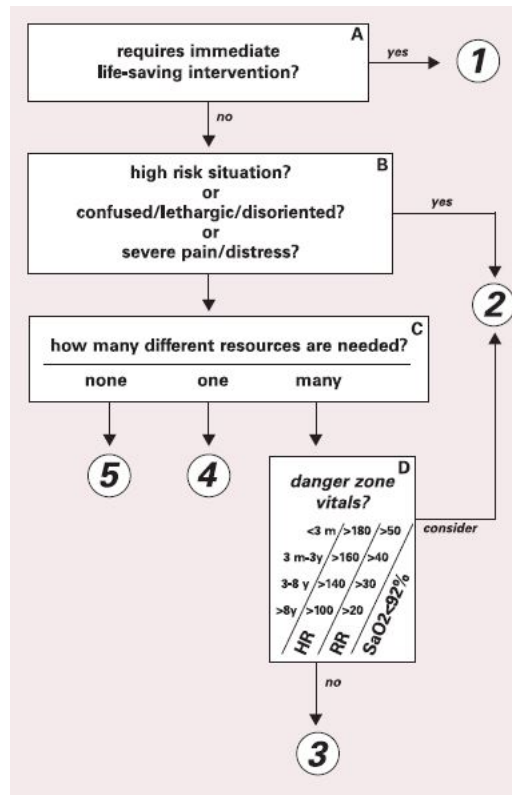 A
requires immediate
life-saving intervention?
yes
1
no
B
high risk situation?
or
confused/lethargic/disoriented?
or
severe pain/distress?
yes
2
C
how many different resources are needed?
none one many
5 4
D
danger zone
vitals?
<3 m >180 >50
3 m-3y >160 >40
3-8 y >140 >30
>8y >100 >20
HR RR SaO2<92%
consider
no
3